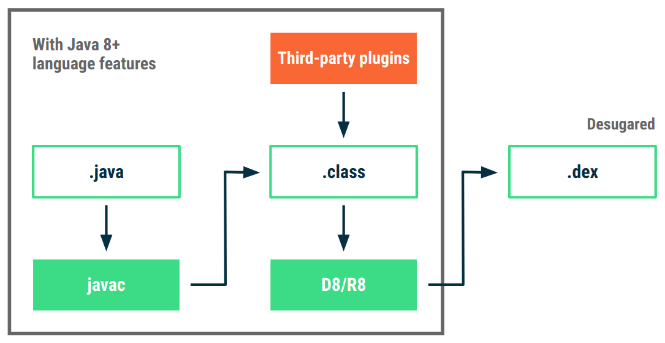 With Java 8+
language features
Third-party plugins
Desugared
.java
.class
.dex
javac
D8/R8